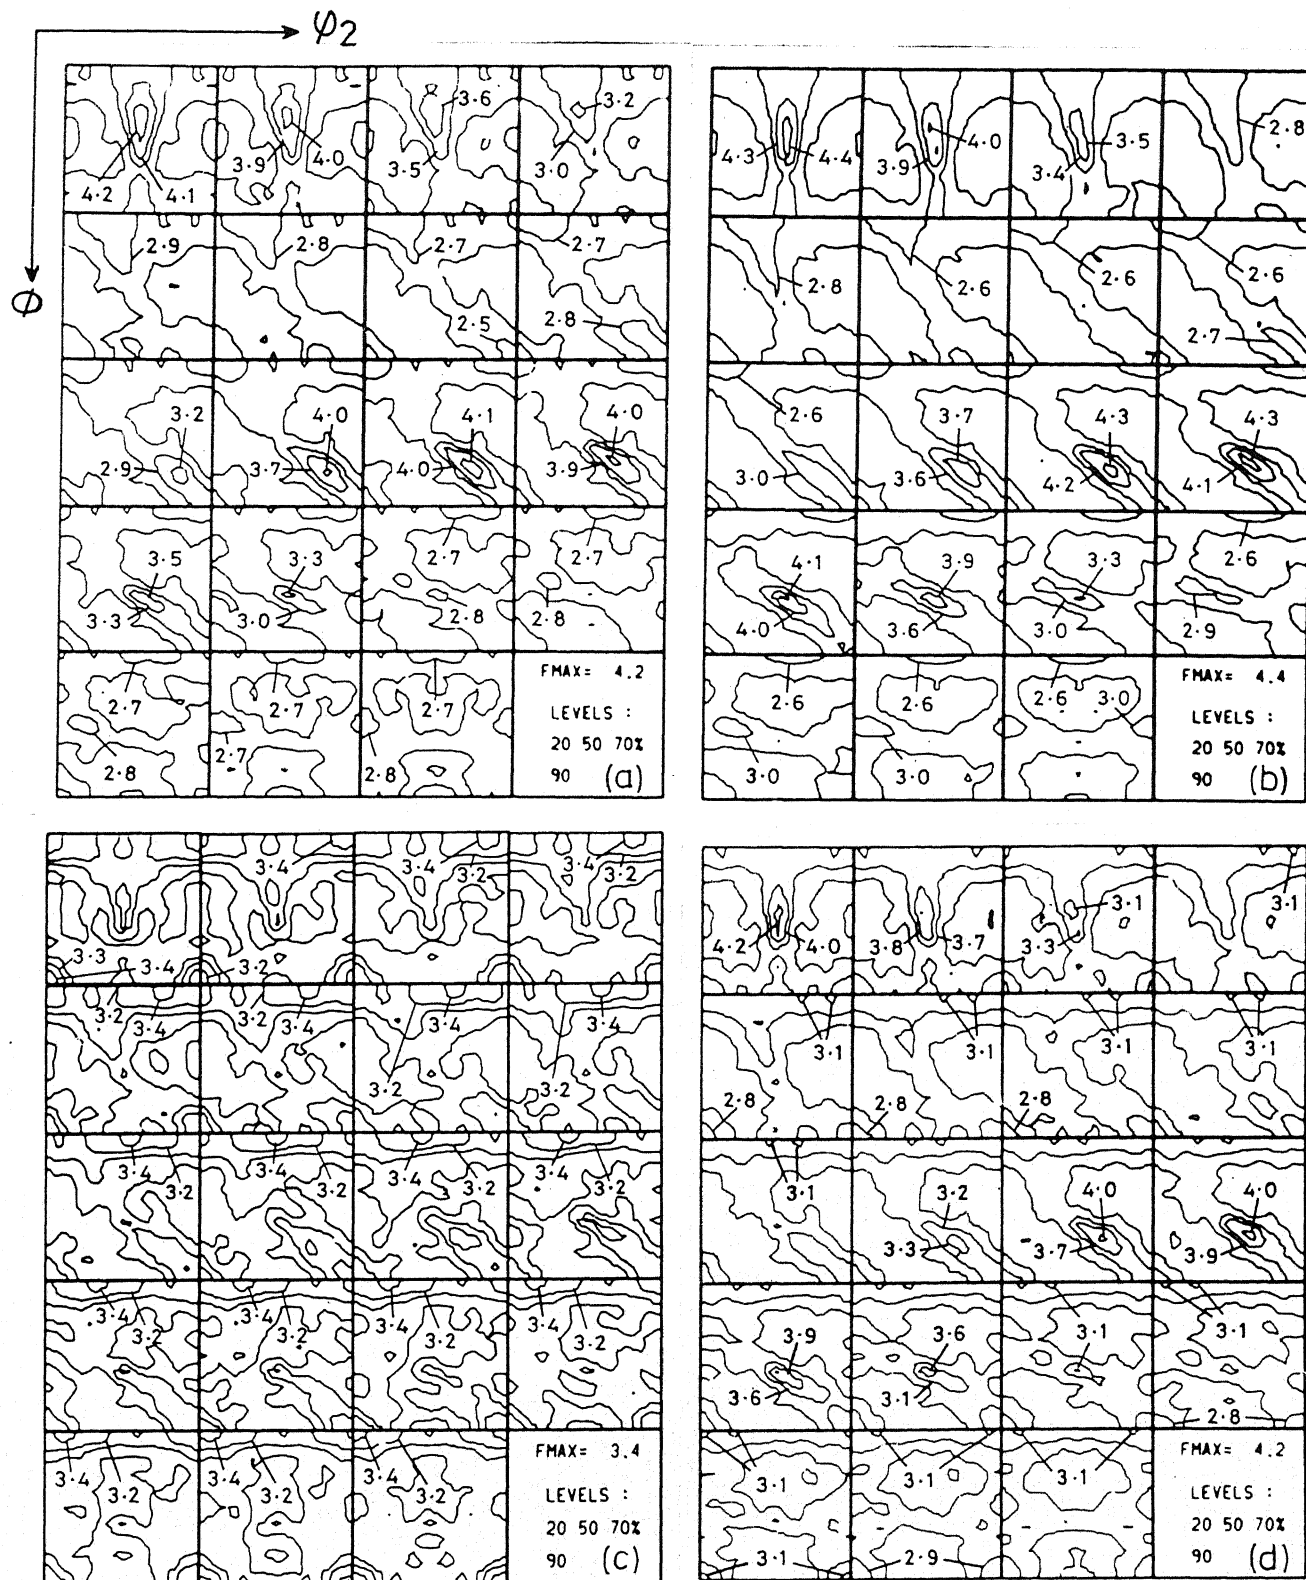 φ2
ϕ
3·6 3·2
3·9 4·0 3·5 3·0
4·2 4·1
2·9 2·8 2·7 2·7
2·5 2·8
3·2 4·0 4·1 4·0
2·9 3·7 4·0 3·9
3·5 3·3 2·7 2·7
3·3 3·0 2·8 2·8
FMAX= 4.2
2·7 2·7 2·7
LEVELS :
2·7
20 50 70%
2·8 2·8
90 (a)
4·3 4·4 3·9 4·0 3·4 3·5 2·8
2·8 2·6 2·6 2·6
2·7
2·6 3·7 4·3 4·3
3·0 3·6 4·2 4·1
4·1 3·9 3·3 2·6
4·0 3·6 3·0 2·9
FMAX= 4.4
2·6 2·6 2·6 3·0
LEVELS :
20 50 70%
3·0 3·0
90 (b)
3·4 3·4 3·2 3·4 3·2
3·3 3·4 3·2
3·2 3·4 3·2 3·4 3·4 3·4
3·2 3·2
3·4 3·2 3·4 3·2 3·4 3·2 3·4 3·2
3·4 3·2 3·4 3·2 3·4 3·2 3·4 3·2
FMAX= 3.4
3·4 3·2 3·4 3·2 3·4 3·2
LEVELS :
20 50 70%
90 (c)
3·1 3·1
4·2 4·0 3·8 3·7 3·3
3·1 3·1 3·1 3·1
2·8 2·8 2·8
3·1 3·2 4·0 4·0
3·3 3·7 3·9
3·9 3·6 3·1 3·1
3·6 3·1 2·8
FMAX= 4.2
3·1 3·1 3·1
LEVELS :
20 50 70%
3·1 2·9
90 (d)